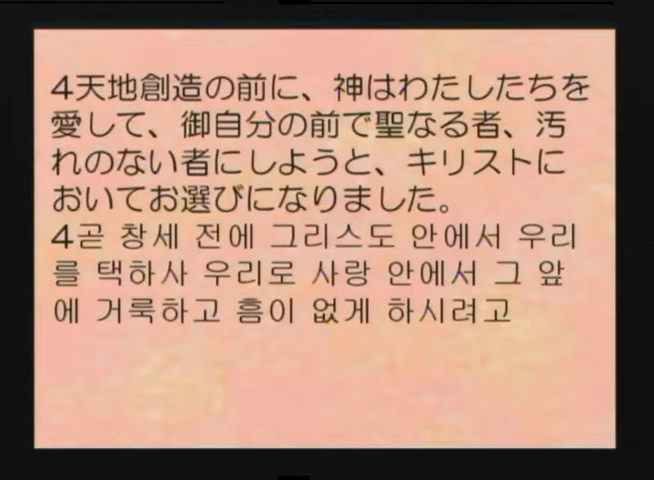 4天地創造の前に、神はわたしたちを
愛して、御自分の前で聖なる者、汚
れのない者にしようと、キリストに
おいてお選びになりました。
4곧 창세 전에 그리스도 안에서 우리
를 택하사 우리로 사랑 안에서 그 앞
에 거룩하고 흠이 없게 하시려고